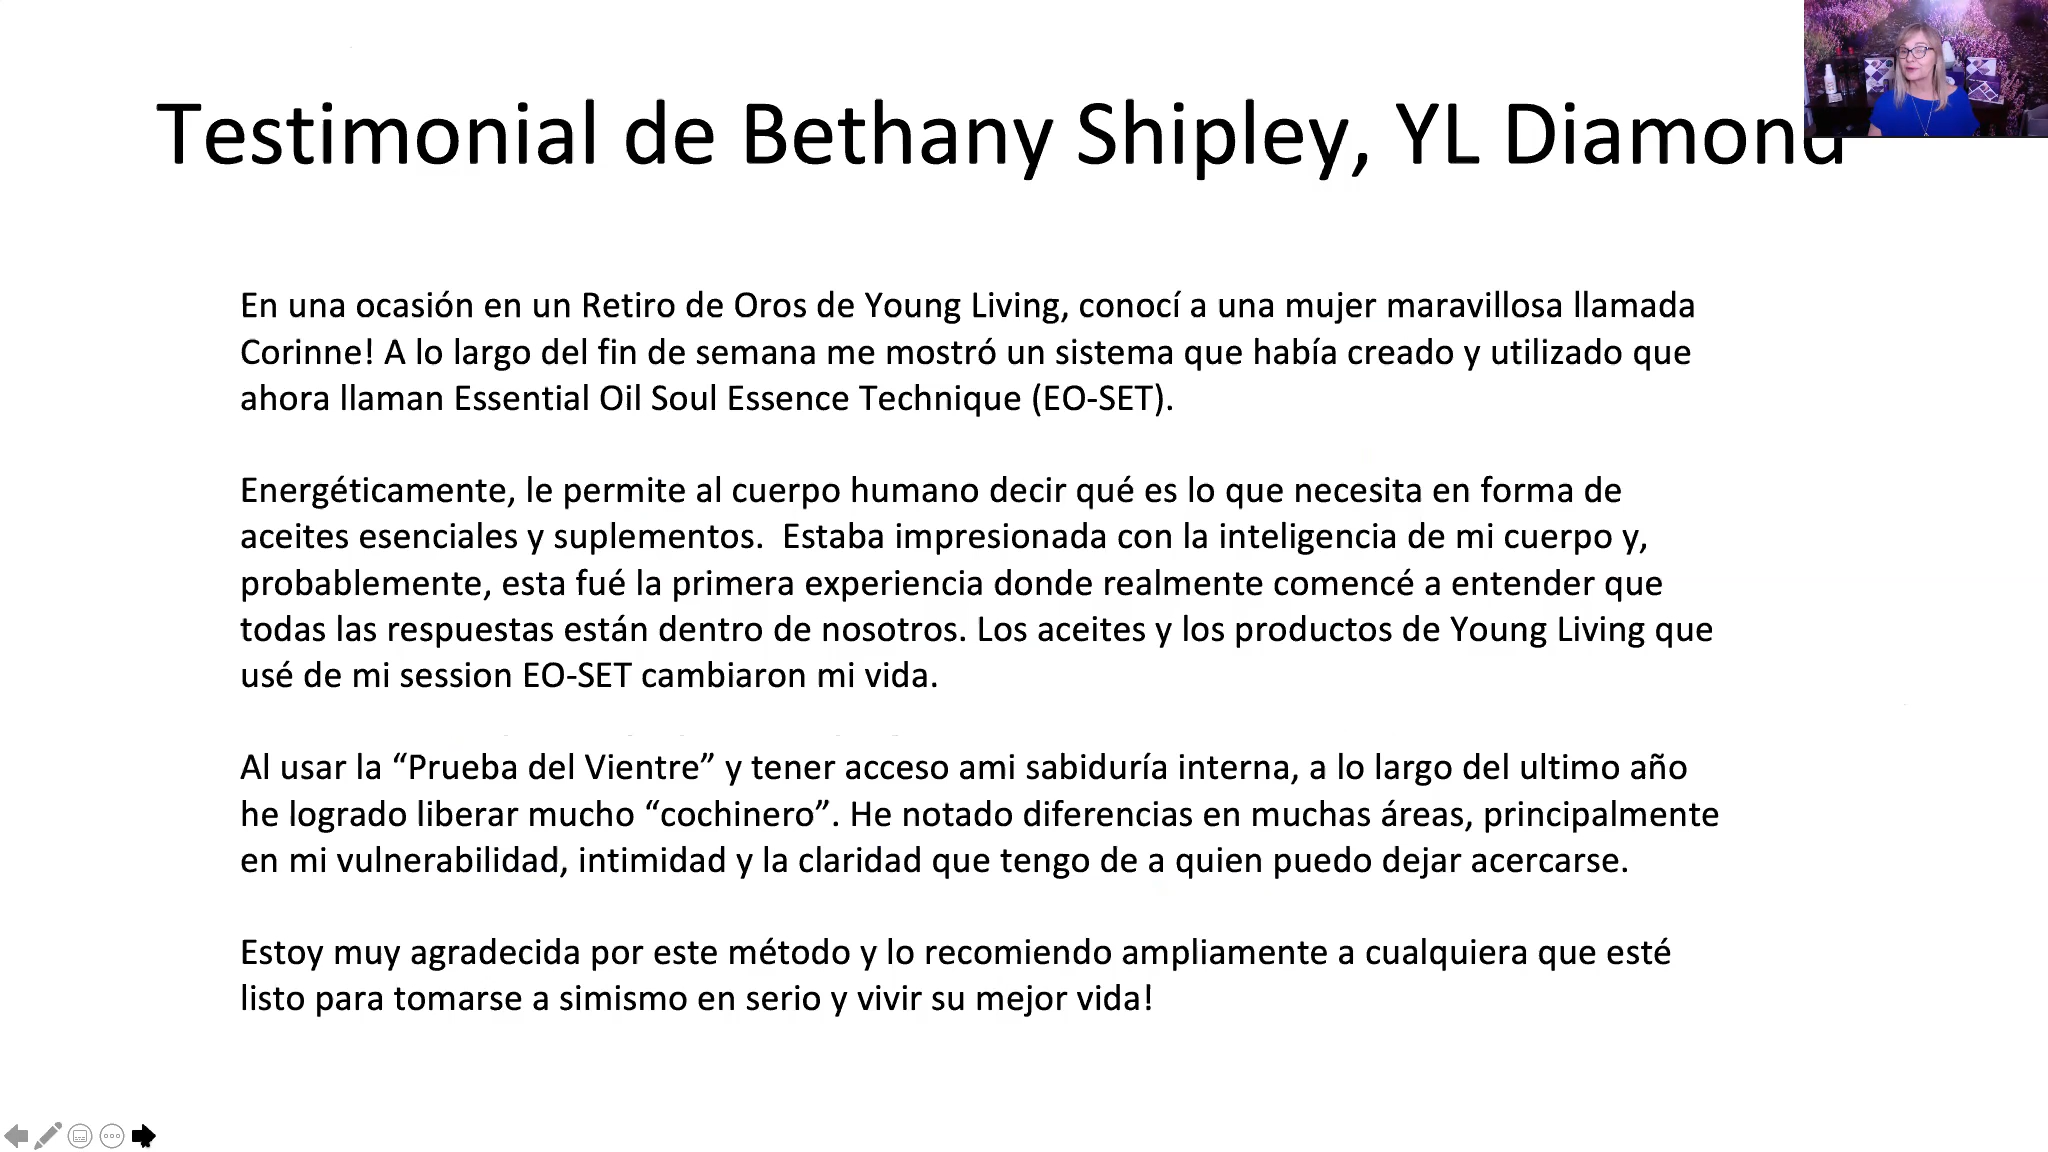 Testimonial de Bethany Shipley, YL Diamond
En una ocasión en un Retiro de Oros de Young Living, conocí a una mujer maravillosa llamada
Corinne! A lo largo del fin de semana me mostró un sistema que había creado y utilizado que
ahora llaman Essential Oil Soul Essence Technique (EO-SET).
Energéticamente, le permite al cuerpo humano decir qué es lo que necesita en forma de
aceites esenciales y suplementos.  Estaba impresionada con la inteligencia de mi cuerpo y,
probablemente, esta fué la primera experiencia donde realmente comencé a entender que
todas las respuestas están dentro de nosotros. Los aceites y los productos de Young Living que
usé de mi session EO-SET cambiaron mi vida.
Al usar la “Prueba del Vientre” y tener acceso ami sabiduría interna, a lo largo del ultimo año
he logrado liberar mucho “cochinero”. He notado diferencias en muchas áreas, principalmente
en mi vulnerabilidad, intimidad y la claridad que tengo de a quien puedo dejar acercarse.
Estoy muy agradecida por este método y lo recomiendo ampliamente a cualquiera que esté
listo para tomarse a simismo en serio y vivir su mejor vida!